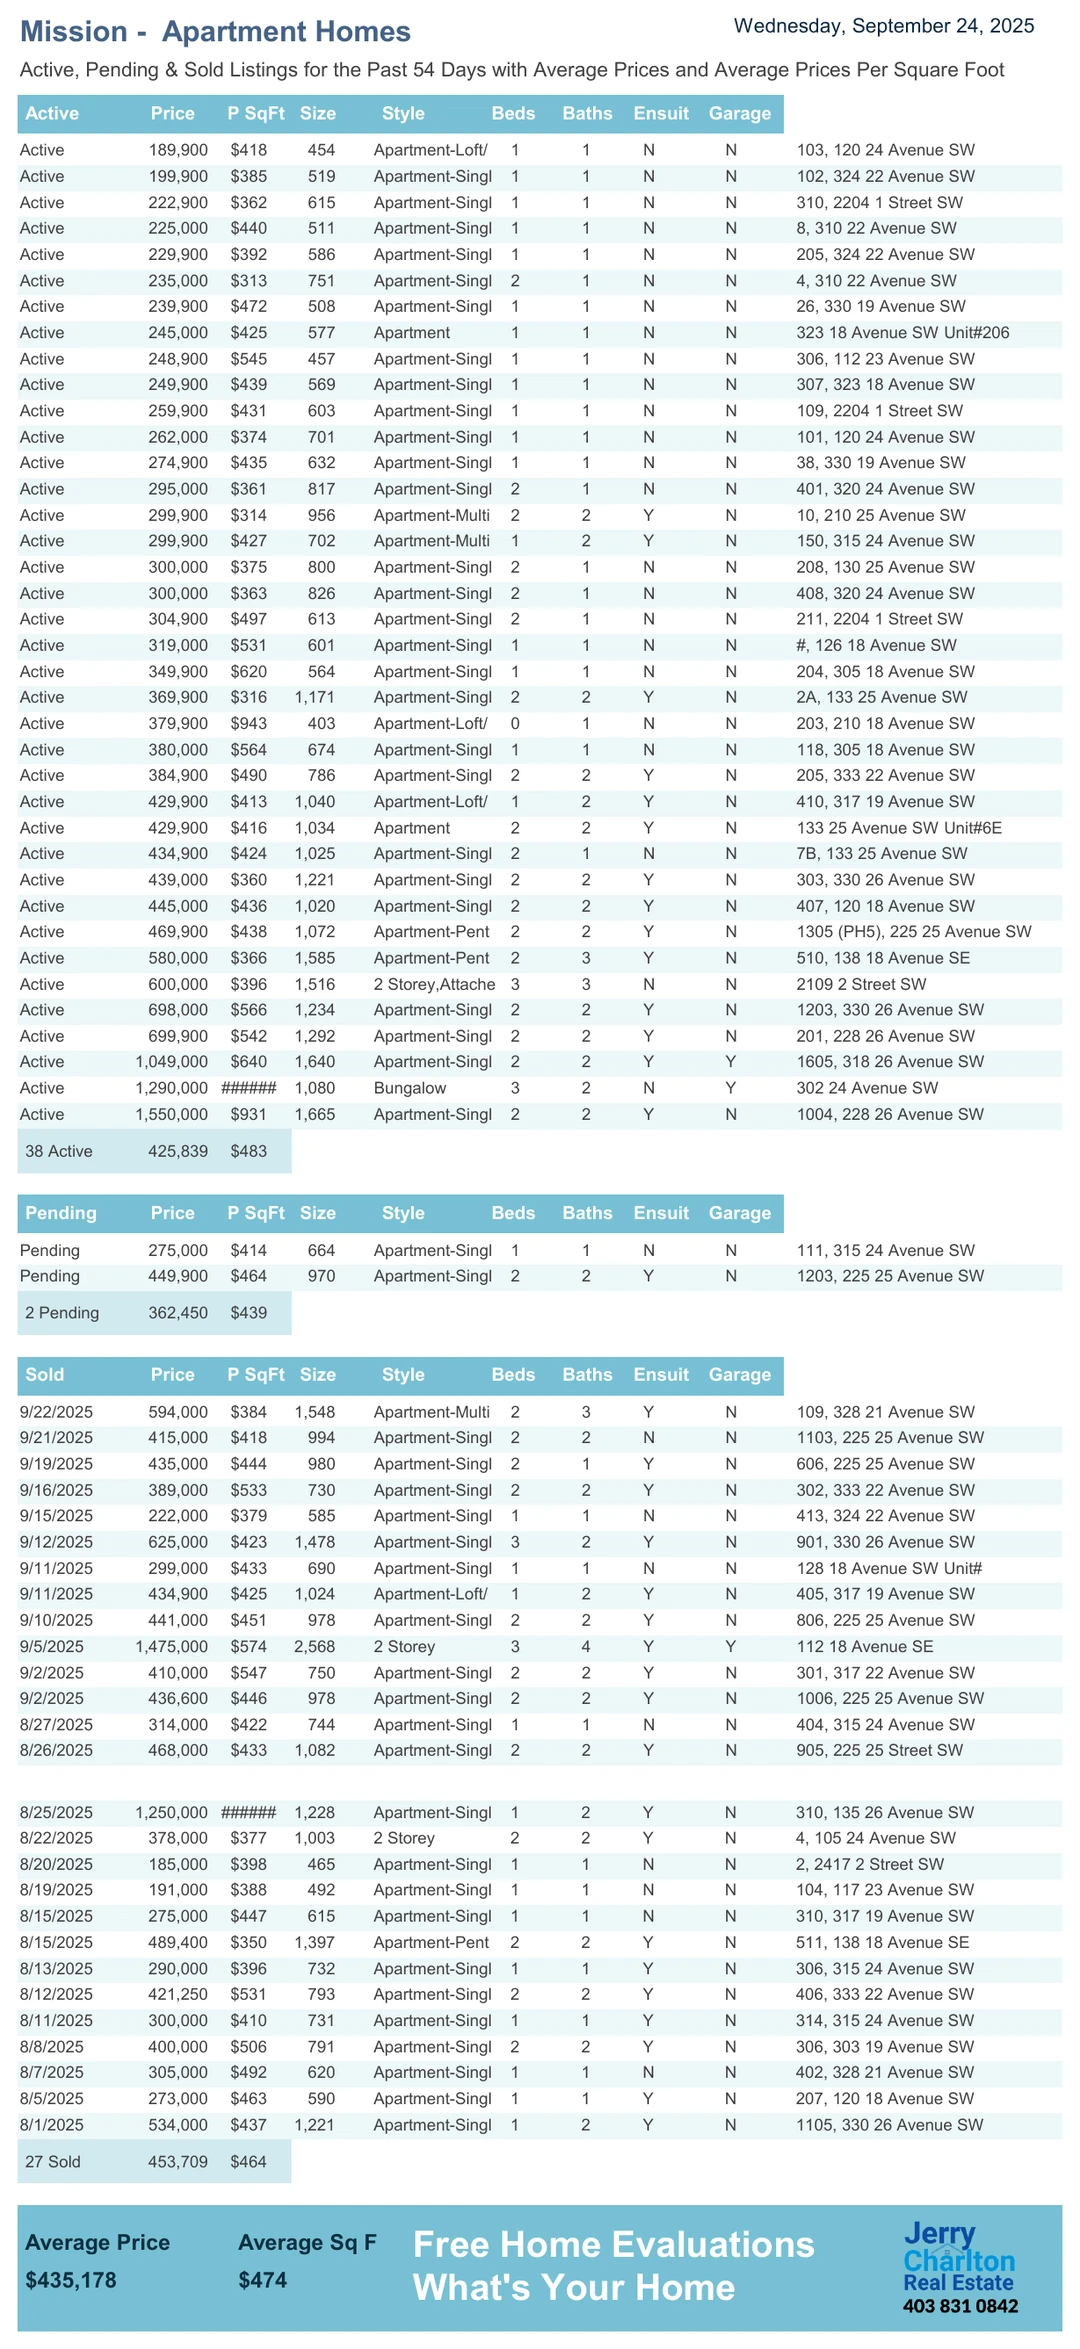 Mission - Apartment Homes
Wednesday, September 24, 2025
Active, Pending & Sold Listings for the Past 54 Days with Average Prices and Average Prices Per Square Foot
Active Price P SqFt Size Style Beds Baths Ensuit Garage
Active 189,900 $418 454 Apartment-Loft/ 1 1 N N 103, 120 24 Avenue SW
Active 199,900 $385 519 Apartment-Singl 1 1 N N 102, 324 22 Avenue SW
Active 222,900 $362 615 Apartment-Singl 1 1 N N 310, 2204 1 Street SW
Active 225,000 $440 511 Apartment-Singl 1 1 N N 8, 310 22 Avenue SW
Active 229,900 $392 586 Apartment-Singl 1 1 N N 205, 324 22 Avenue SW
Active 235,000 $313 751 Apartment-Singl 2 1 N N 4, 310 22 Avenue SW
Active 239,900 $472 508 Apartment-Singl 1 1 N N 26, 330 19 Avenue SW
Active 245,000 $425 577 Apartment 1 1 N N 323 18 Avenue SW Unit#206
Active 248,900 $545 457 Apartment-Singl 1 1 N N 306, 112 23 Avenue SW
Active 249,900 $439 569 Apartment-Singl 1 1 N N 307, 323 18 Avenue SW
Active 259,900 $431 603 Apartment-Singl 1 1 N N 109, 2204 1 Street SW
Active 262,000 $374 701 Apartment-Singl 1 1 N N 101, 120 24 Avenue SW
Active 274,900 $435 632 Apartment-Singl 1 1 N N 38, 330 19 Avenue SW
Active 295,000 $361 817 Apartment-Singl 2 1 N N 401, 320 24 Avenue SW
Active 299,900 $314 956 Apartment-Multi 2 2 Y N 10, 210 25 Avenue SW
Active 299,900 $427 702 Apartment-Multi 1 2 Y N 150, 315 24 Avenue SW
Active 300,000 $375 800 Apartment-Singl 2 1 N N 208, 130 25 Avenue SW
Active 300,000 $363 826 Apartment-Singl 2 1 N N 408, 320 24 Avenue SW
Active 304,900 $497 613 Apartment-Singl 2 1 N N 211, 2204 1 Street SW
Active 319,000 $531 601 Apartment-Singl 1 1 N N #, 126 18 Avenue SW
Active 349,900 $620 564 Apartment-Singl 1 1 N N 204, 305 18 Avenue SW
Active 369,900 $316 1,171 Apartment-Singl 2 2 Y N 2A, 133 25 Avenue SW
Active 379,900 $943 403 Apartment-Loft/ 0 1 N N 203, 210 18 Avenue SW
Active 380,000 $564 674 Apartment-Singl 1 1 N N 118, 305 18 Avenue SW
Active 384,900 $490 786 Apartment-Singl 2 2 Y N 205, 333 22 Avenue SW
Active 429,900 $413 1,040 Apartment-Loft/ 1 2 Y N 410, 317 19 Avenue SW
Active 429,900 $416 1,034 Apartment 2 2 Y N 133 25 Avenue SW Unit#6E
Active 434,900 $424 1,025 Apartment-Singl 2 1 N N 7B, 133 25 Avenue SW
Active 439,000 $360 1,221 Apartment-Singl 2 2 Y N 303, 330 26 Avenue SW
Active 445,000 $436 1,020 Apartment-Singl 2 2 Y N 407, 120 18 Avenue SW
Active 469,900 $438 1,072 Apartment-Pent 2 2 Y N 1305 (PH5), 225 25 Avenue SW
Active 580,000 $366 1,585 Apartment-Pent 2 3 Y N 510, 138 18 Avenue SE
Active 600,000 $396 1,516 2 Storey,Attache 3 3 N N 2109 2 Street SW
Active 698,000 $566 1,234 Apartment-Singl 2 2 Y N 1203, 330 26 Avenue SW
Active 699,900 $542 1,292 Apartment-Singl 2 2 Y N 201, 228 26 Avenue SW
Active 1,049,000 $640 1,640 Apartment-Singl 2 2 Y Y 1605, 318 26 Avenue SW
Active 1,290,000 ###### 1,080 Bungalow 3 2 N Y 302 24 Avenue SW
Active 1,550,000 $931 1,665 Apartment-Singl 2 2 Y N 1004, 228 26 Avenue SW
38 Active 425,839 $483
Pending Price P SqFt Size Style Beds Baths Ensuit Garage
Pending 275,000 $414 664 Apartment-Singl 1 1 N N 111, 315 24 Avenue SW
Pending 449,900 $464 970 Apartment-Singl 2 2 Y N 1203, 225 25 Avenue SW
2 Pending 362,450 $439
Sold Price P SqFt Size Style Beds Baths Ensuit Garage
9/22/2025 594,000 $384 1,548 Apartment-Multi 2 3 Y N 109, 328 21 Avenue SW
9/21/2025 415,000 $418 994 Apartment-Singl 2 2 N N 1103, 225 25 Avenue SW
9/19/2025 435,000 $444 980 Apartment-Singl 2 1 Y N 606, 225 25 Avenue SW
9/16/2025 389,000 $533 730 Apartment-Singl 2 2 Y N 302, 333 22 Avenue SW
9/15/2025 222,000 $379 585 Apartment-Singl 1 1 N N 413, 324 22 Avenue SW
9/12/2025 625,000 $423 1,478 Apartment-Singl 3 2 Y N 901, 330 26 Avenue SW
9/11/2025 299,000 $433 690 Apartment-Singl 1 1 N N 128 18 Avenue SW Unit#
9/11/2025 434,900 $425 1,024 Apartment-Loft/ 1 2 Y N 405, 317 19 Avenue SW
9/10/2025 441,000 $451 978 Apartment-Singl 2 2 Y N 806, 225 25 Avenue SW
9/5/2025 1,475,000 $574 2,568 2 Storey 3 4 Y Y 112 18 Avenue SE
9/2/2025 410,000 $547 750 Apartment-Singl 2 2 Y N 301, 317 22 Avenue SW
9/2/2025 436,600 $446 978 Apartment-Singl 2 2 Y N 1006, 225 25 Avenue SW
8/27/2025 314,000 $422 744 Apartment-Singl 1 1 N N 404, 315 24 Avenue SW
8/26/2025 468,000 $433 1,082 Apartment-Singl 2 2 Y N 905, 225 25 Street SW
8/25/2025 1,250,000 ###### 1,228 Apartment-Singl 1 2 Y N 310, 135 26 Avenue SW
8/22/2025 378,000 $377 1,003 2 Storey 2 2 Y N 4, 105 24 Avenue SW
8/20/2025 185,000 $398 465 Apartment-Singl 1 1 N N 2, 2417 2 Street SW
8/19/2025 191,000 $388 492 Apartment-Singl 1 1 N N 104, 117 23 Avenue SW
8/15/2025 275,000 $447 615 Apartment-Singl 1 1 N N 310, 317 19 Avenue SW
8/15/2025 489,400 $350 1,397 Apartment-Pent 2 2 Y N 511, 138 18 Avenue SE
8/13/2025 290,000 $396 732 Apartment-Singl 1 1 Y N 306, 315 24 Avenue SW
8/12/2025 421,250 $531 793 Apartment-Singl 2 2 Y N 406, 333 22 Avenue SW
8/11/2025 300,000 $410 731 Apartment-Singl 1 1 Y N 314, 315 24 Avenue SW
8/8/2025 400,000 $506 791 Apartment-Singl 2 2 Y N 306, 303 19 Avenue SW
8/7/2025 305,000 $492 620 Apartment-Singl 1 1 N N 402, 328 21 Avenue SW
8/5/2025 273,000 $463 590 Apartment-Singl 1 1 Y N 207, 120 18 Avenue SW
8/1/2025 534,000 $437 1,221 Apartment-Singl 1 2 Y N 1105, 330 26 Avenue SW
27 Sold 453,709 $464
Average Price Average Sq F
$435,178 $474
Free Home Evaluations
What's Your Home
Jerry
Charlton
Real Estate
403 831 0842